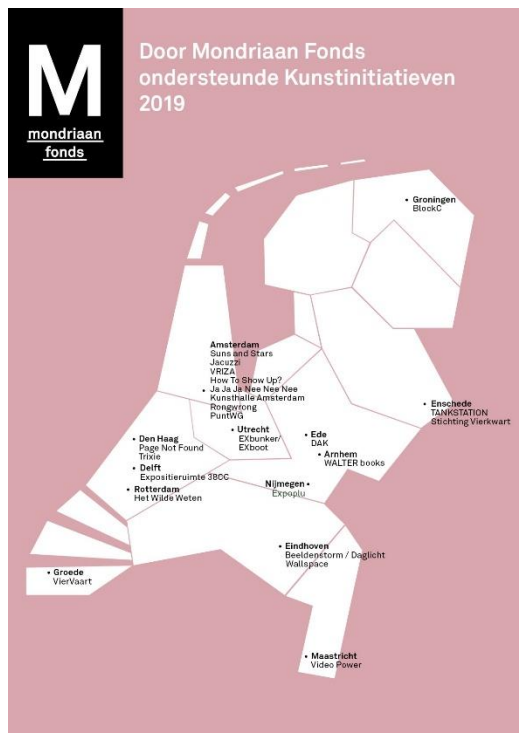 M
mondriaan
fonds
Door Mondriaan Fonds
ondersteunde Kunstinitiatieven
2019
• Groningen
BlockC
Amsterdam
Suns and Stars
Jacuzzi
VRIZA
How To Show Up?
• Ja Ja Ja Nee Nee Nee
Kunsthalle Amsterdam
Rongwrong
PuntWG
• Enschede
TANKSTATION
Stichting Vierkwart
• Utrecht
EXbunker/
EXboot
• Ede
DAK
• Den Haag
Page Not Found
Trixie
• Arnhem
WALTER books
• Delft
Expositieruimte 38CC
Nijmegen •
Expoplu
• Rotterdam
Het Wilde Weten
• Eindhoven
Beeldenstorm / Daglicht
Wallspace
• Groede
VierVaart
• Maastricht
Video Power